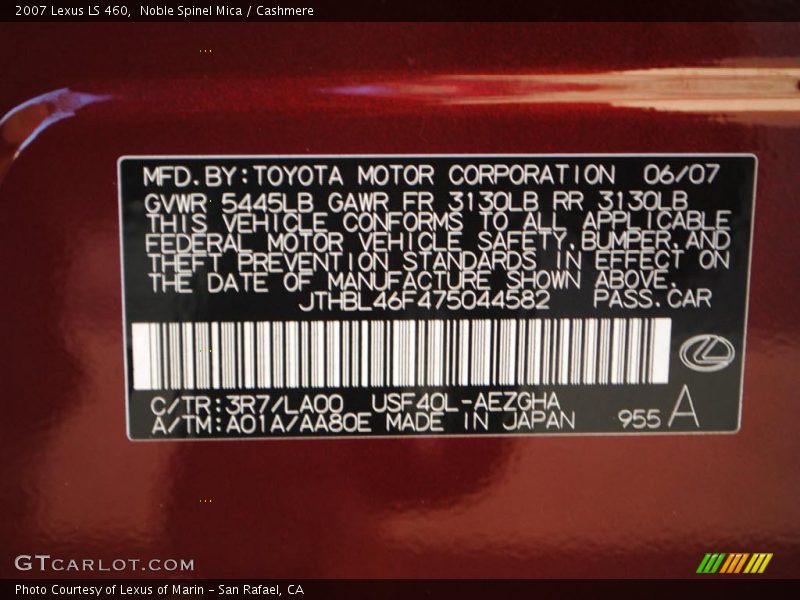 2007 Lexus LS 460,  Noble Spinel Mica / Cashmere
MFD.BY:TOYOTA MOTOR CORPORATION 06/07
GVWR 5445LB GAWR FR 3130LB RR 3130LB
THIS VEHICLE CONFORMS TO ALL APPLICABLE
FEDERAL MOTOR VEHICLE SAFETY,BUMPER,AND
THEFT PREVENTION STANDARDS IN EFFECT ON
THE DATE OF MANUFACTURE SHOWN ABOVE.
JTHBL46F475044582 PASS.CAR
C/TR:3R7/LA00 USF40L-AEZGHA
A/TM:A01A/AA80E MADE IN JAPAN 955 A
GTCARLOT.COM
Photo Courtesy of Lexus of Marin - San Rafael, CA